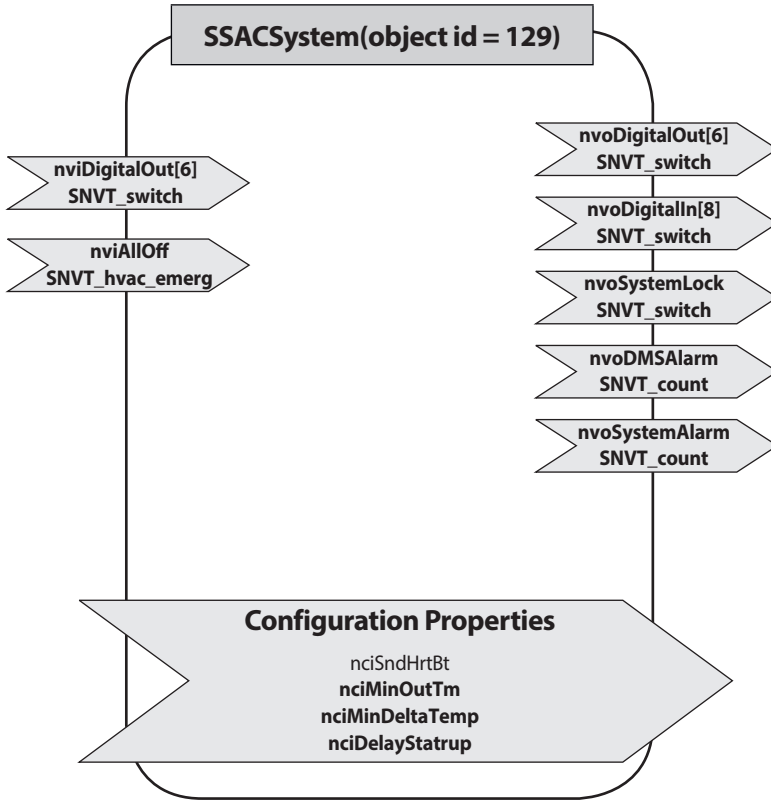 SSACSystem(object id = 129)
nviDigitalOut[6]
SNVT_switch
nviAllOff
SNVT_hvac_emerg
nvoDigitalOut[6]
SNVT_switch
nvoDigitalIn[8]
SNVT_switch
nvoSystemLock
SNVT_switch
nvoDMSAlarm
SNVT_count
nvoSystemAlarm
SNVT_count
Configuration Properties
nciSndHrtBt
nciMinOutTm
nciMinDeltaTemp
nciDelayStatrup